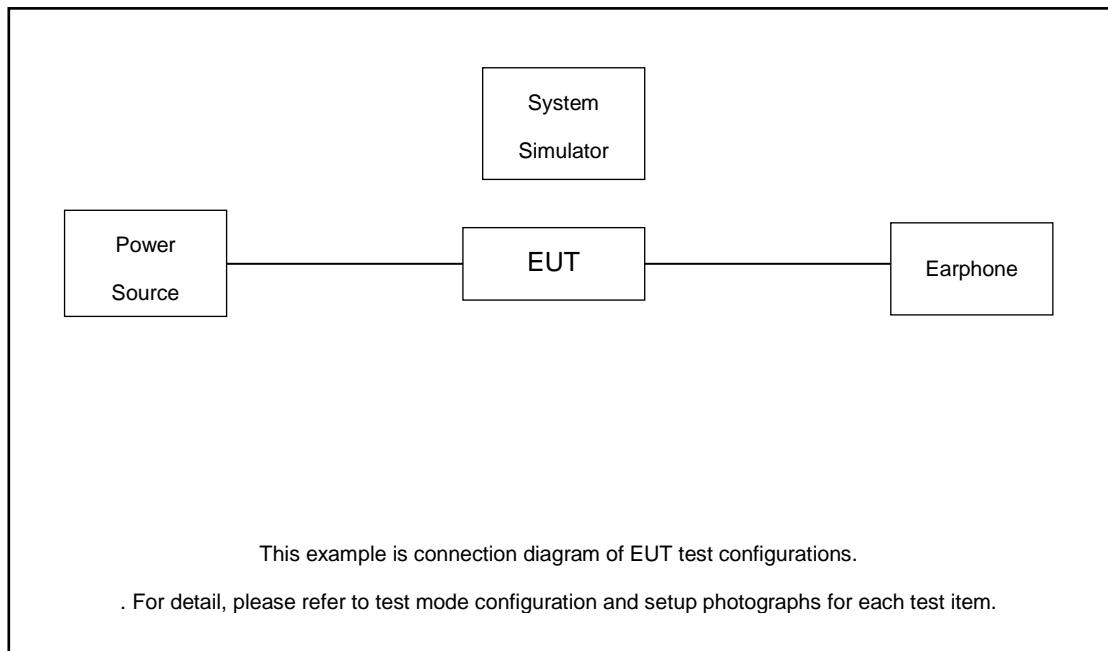 System
Simulator
Power
Source
EUT
Earphone
This example is connection diagram of EUT test configurations.
. For detail, please refer to test mode configuration and setup photographs for each test item.